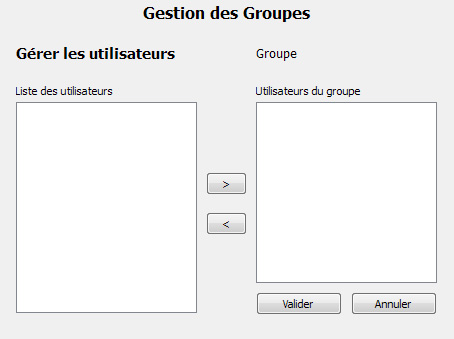 Gestion des Groupes
Gérer les utilisateurs
Groupe
Liste des utilisateurs
Utilisateurs du groupe
>
<
Valider
Annuler